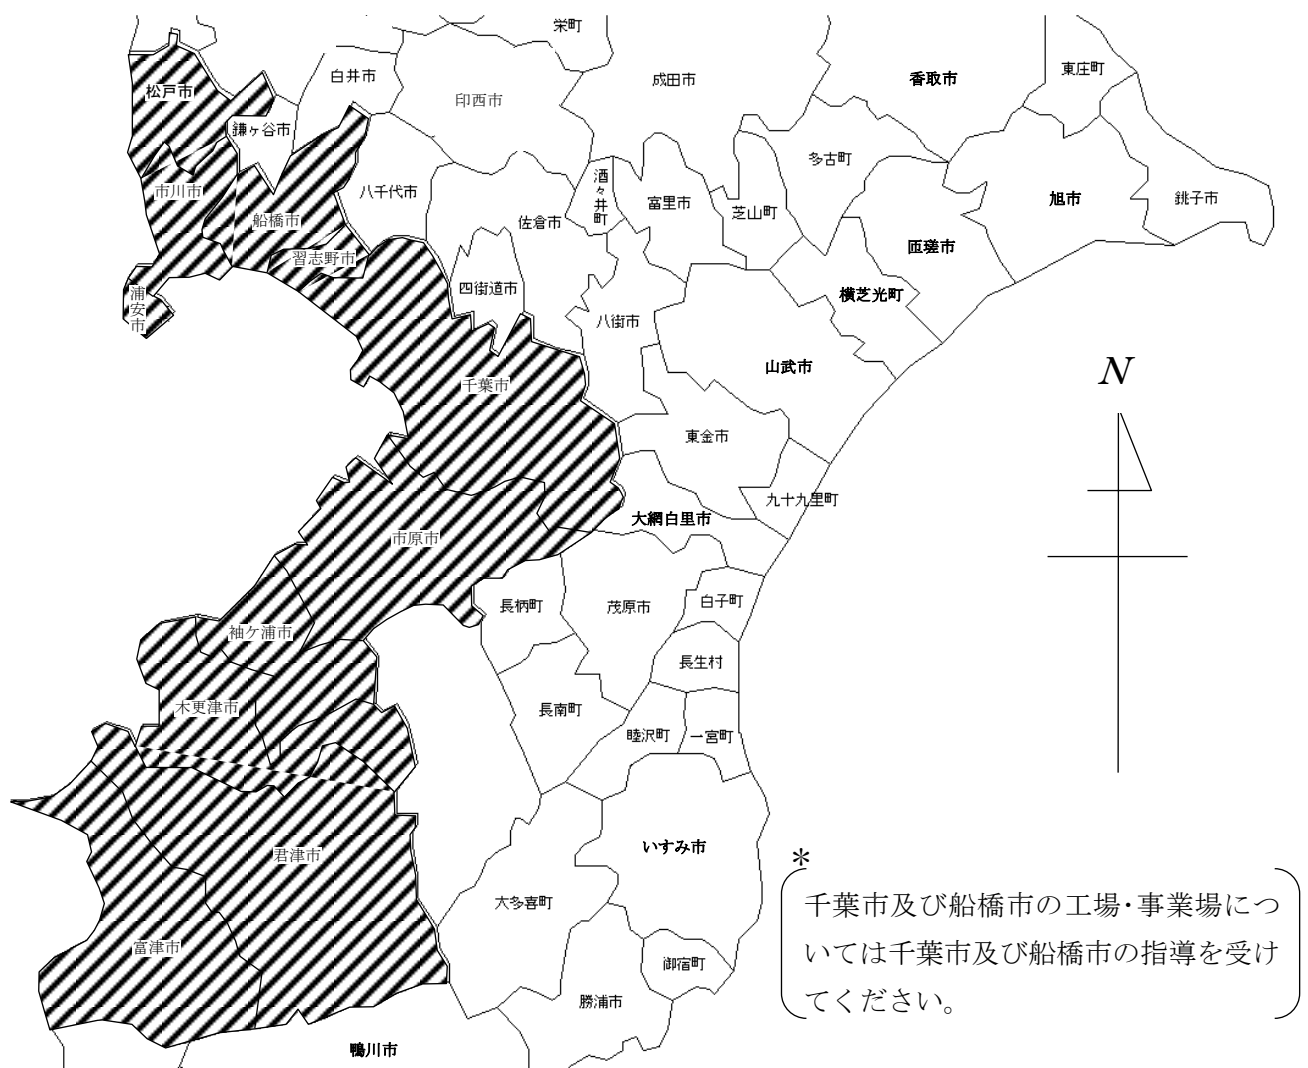 栄町
白井市
印西市
成田市
香取市
東庄町
松戸市
鎌ヶ谷市
多古町
市川市
船橋市
八千代市
佐倉市
酒々井町
富里市
芝山町
旭市
銚子市
習志野市
匝瑳市
浦安市
四街道市
八街市
横芝光町
千葉市
山武市
N
東金市
九十九里町
大網白里市
市原市
長柄町
茂原市
白子町
袖ケ浦市
長生村
木更津市
長南町
睦沢町
一宮町
君津市
いすみ市
大多喜町
富津市
御宿町
勝浦市
鴨川市
*
千葉市及び船橋市の工場・事業場につ
いては千葉市及び船橋市の指導を受け
てください。